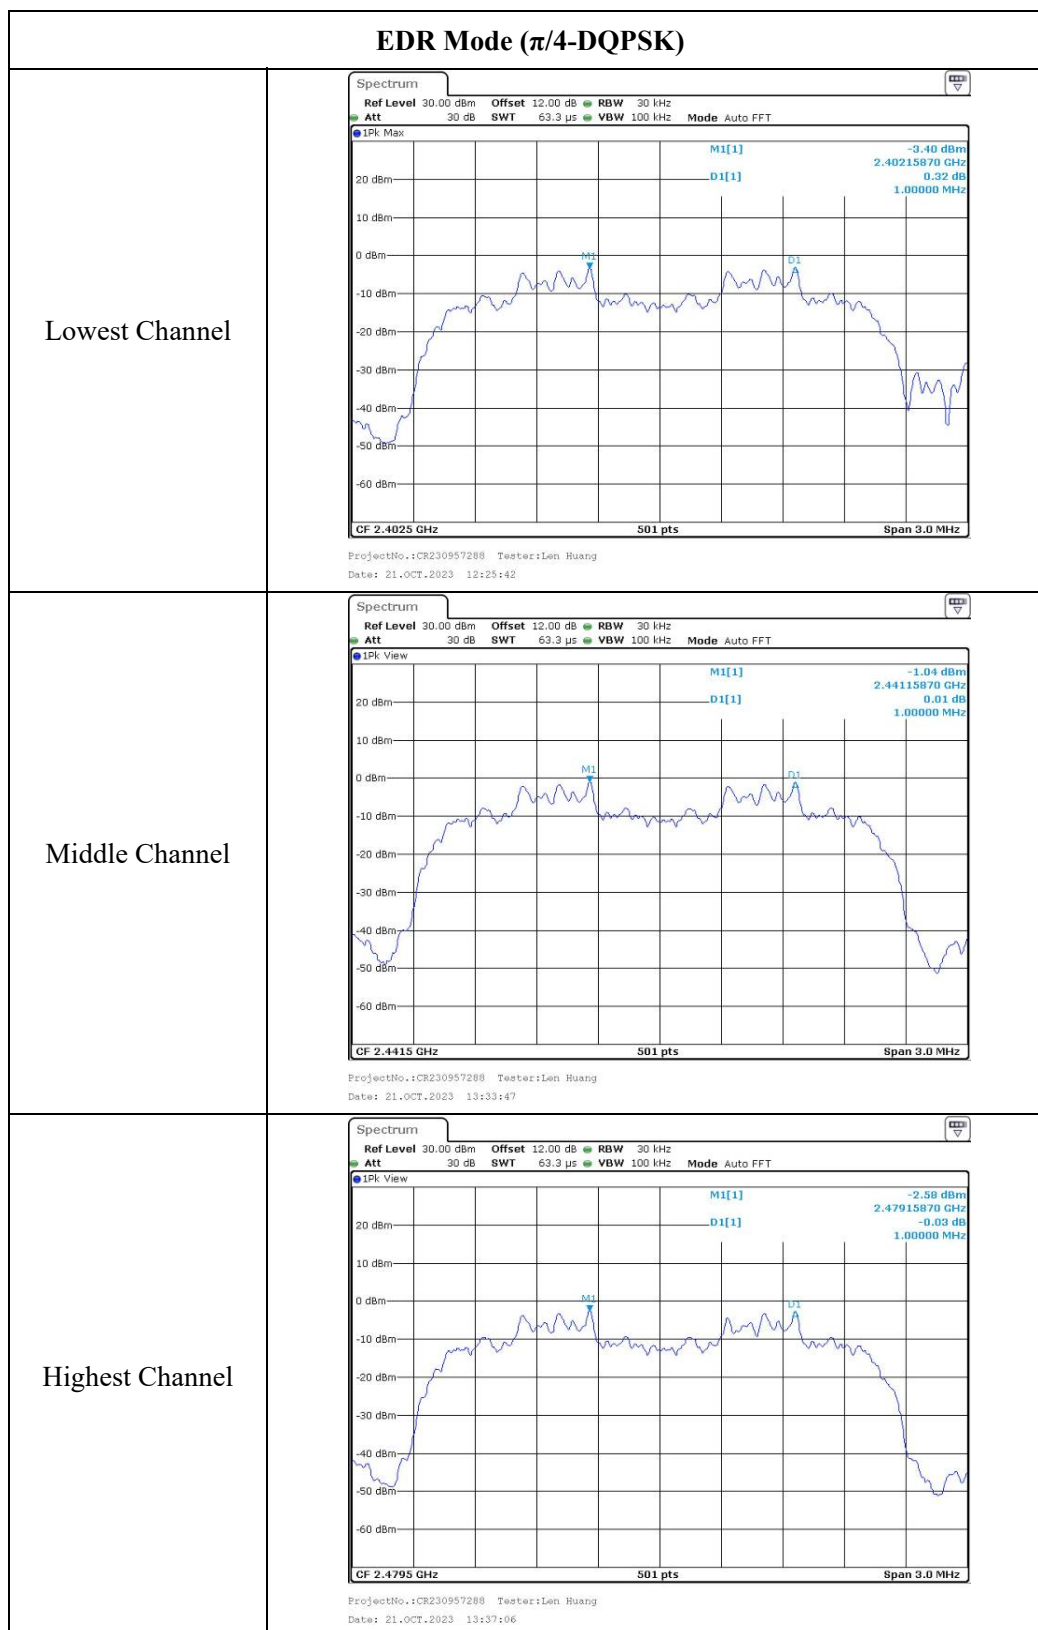 EDR Mode (π/4-DQPSK)
Lowest Channel
Spectrum
Ref Level 30.00 dBm Offset 12.00 dB RBW 30 kHz
Att 30 dB SWT 63.3 µs VBW 100 kHz Mode Auto FFT
1Pk Max
M1[1] -3.40 dBm
2.40215870 GHz
D1[1] 0.32 dB
1.00000 MHz
20 dBm
10 dBm
0 dBm
M1
D1
-10 dBm
-20 dBm
-30 dBm
-40 dBm
-50 dBm
-60 dBm
CF 2.4025 GHz 501 pts Span 3.0 MHz
ProjectNo.:CR230957288 Tester:Len Huang
Date: 21.OCT.2023 12:25:42
Middle Channel
Spectrum
Ref Level 30.00 dBm Offset 12.00 dB RBW 30 kHz
Att 30 dB SWT 63.3 µs VBW 100 kHz Mode Auto FFT
1Pk View
M1[1] -1.04 dBm
2.44115870 GHz
D1[1] 0.01 dB
1.00000 MHz
20 dBm
10 dBm
M1
D1
0 dBm
-10 dBm
-20 dBm
-30 dBm
-40 dBm
-50 dBm
-60 dBm
CF 2.4415 GHz 501 pts Span 3.0 MHz
ProjectNo.:CR230957288 Tester:Len Huang
Date: 21.OCT.2023 13:33:47
Highest Channel
Spectrum
Ref Level 30.00 dBm Offset 12.00 dB RBW 30 kHz
Att 30 dB SWT 63.3 µs VBW 100 kHz Mode Auto FFT
1Pk View
M1[1] -2.58 dBm
2.47915870 GHz
D1[1] -0.03 dB
1.00000 MHz
20 dBm
10 dBm
0 dBm
M1
D1
-10 dBm
-20 dBm
-30 dBm
-40 dBm
-50 dBm
-60 dBm
CF 2.4795 GHz 501 pts Span 3.0 MHz
ProjectNo.:CR230957288 Tester:Len Huang
Date: 21.OCT.2023 13:37:06